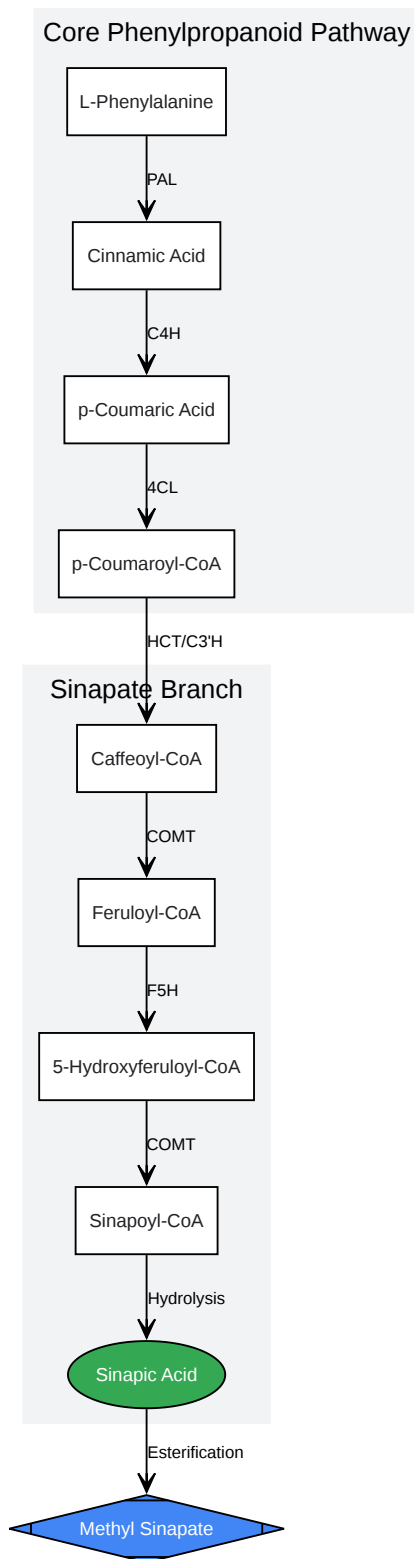 Core Phenylpropanoid Pathway
L-Phenylalanine
PAL
Cinnamic Acid
C4H
p-Coumaric Acid
4CL
p-Coumaroyl-CoA
HCT/C3'H
Sinapate Branch
Caffeoyl-CoA
COMT
Feruloyl-CoA
F5H
5-Hydroxyferuloyl-CoA
COMT
Sinapoyl-CoA
Hydrolysis
Sinapic Acid
Esterification
Methyl Sinapate